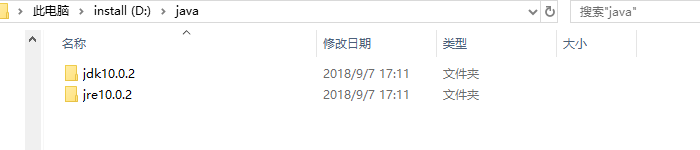 此电脑 > install (D:) > java
搜索"java"
名称 修改日期 类型 大小
jdk10.0.2 2018/9/7 17:11 文件夹
jre10.0.2 2018/9/7 17:11 文件夹